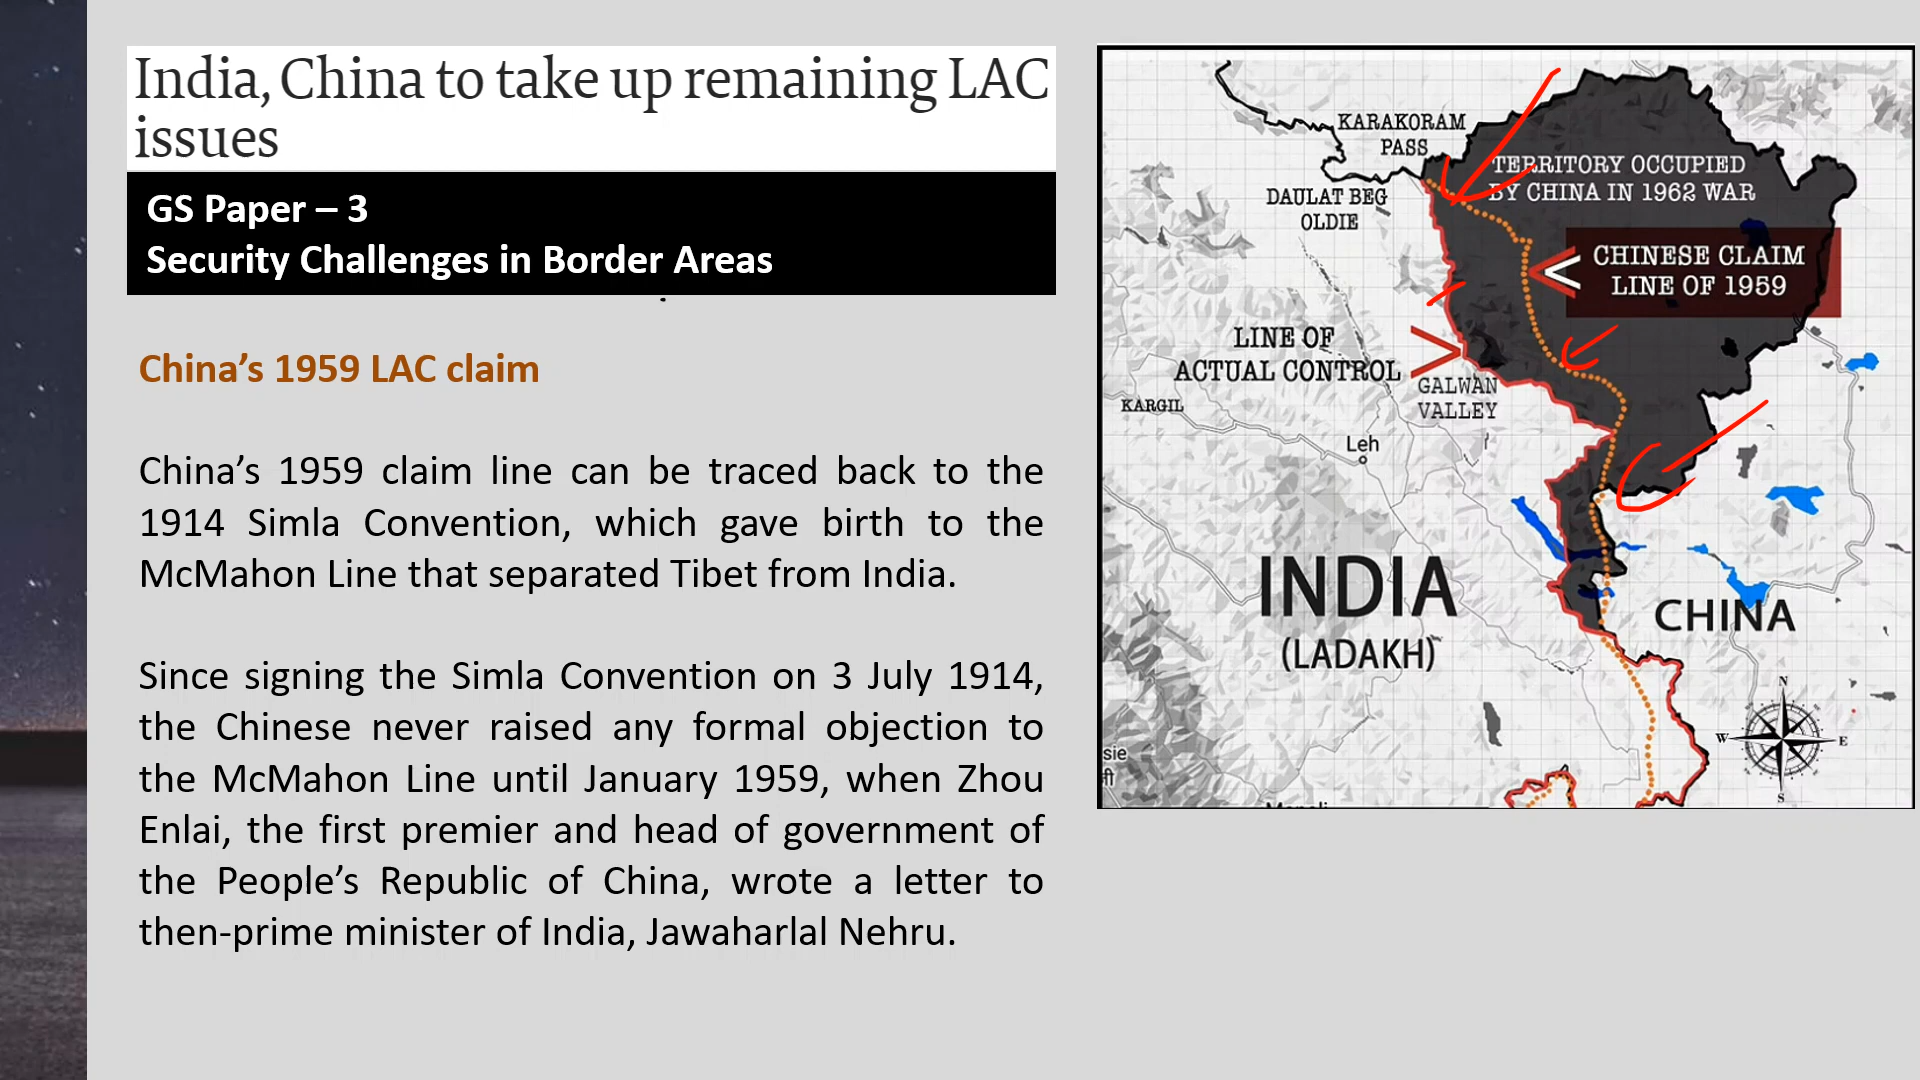 India, China to take up remaining LAC
issues
GS Paper – 3
Security Challenges in Border Areas
China’s 1959 LAC claim
China’s 1959 claim line can be traced back to the
1914 Simla Convention, which gave birth to the
McMahon Line that separated Tibet from India.
Since signing the Simla Convention on 3 July 1914,
the Chinese never raised any formal objection to
the McMahon Line until January 1959, when Zhou
Enlai, the first premier and head of government of
the People’s Republic of China, wrote a letter to
then-prime minister of India, Jawaharlal Nehru.
KARAKORAM
PASS
TERRITORY OCCUPIED
BY CHINA IN 1962 WAR
DAULAT BEG
OLDIE
CHINESE CLAIM
LINE OF 1959
LINE OF
ACTUAL CONTROL
GALWAN
VALLEY
KARGIL
Leh
INDIA
(LADAKH)
CHINA
N
W
E
S